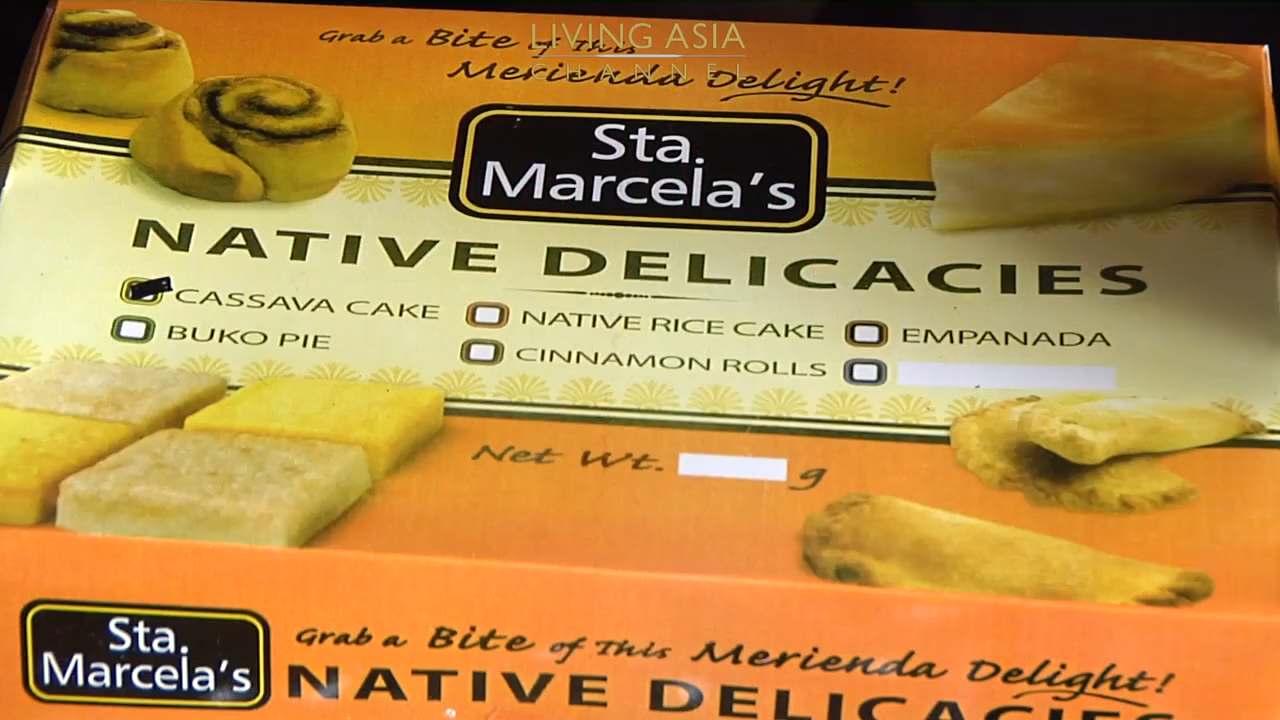 LIVING ASIA
CHANNEL
Grab a Bite of This
Merienda Delight!
Sta.
Marcela's
NATIVE DELICACIES
CASSAVA CAKE
NATIVE RICE CAKE
EMPANADA
BUKO PIE
CINNAMON ROLLS
Net Wt. g
Sta.
Marcela's
Grab a Bite of This Merienda Delight!
NATIVE DELICACIES